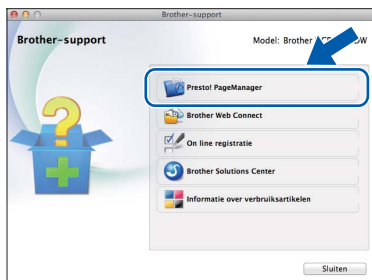 Brother-support
Brother-support
Model: Brother
Presto! PageManager
Brother Web Connect
On line registratie
Brother Solutions Center
Informatie over verbruiksartikelen
Sluiten